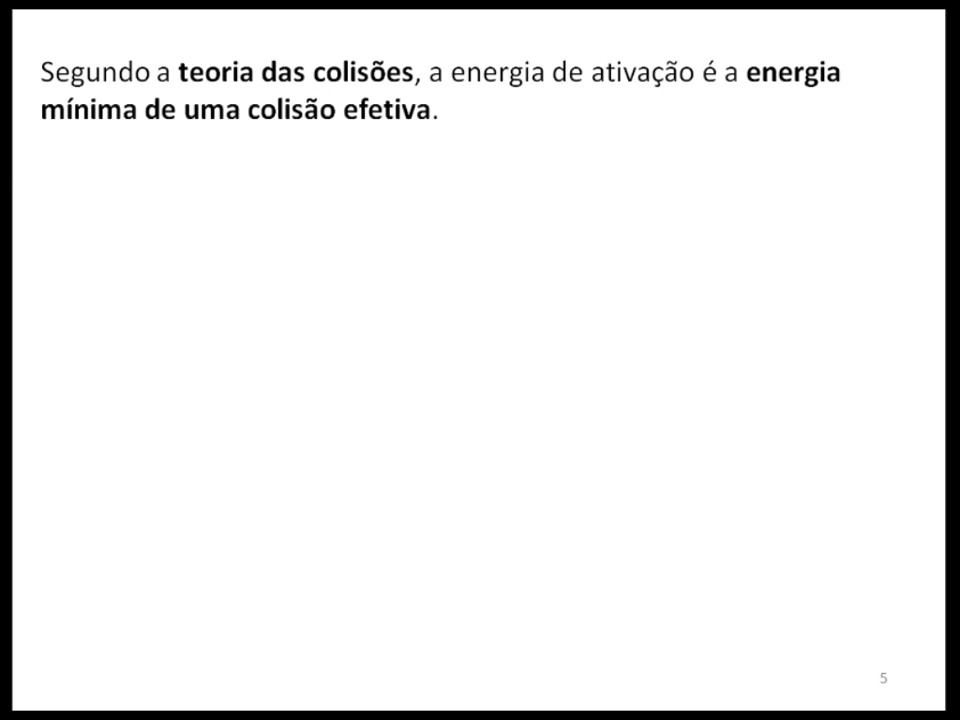 Segundo a teoria das colisões, a energia de ativação é a energia
mínima de uma colisão efetiva.
5